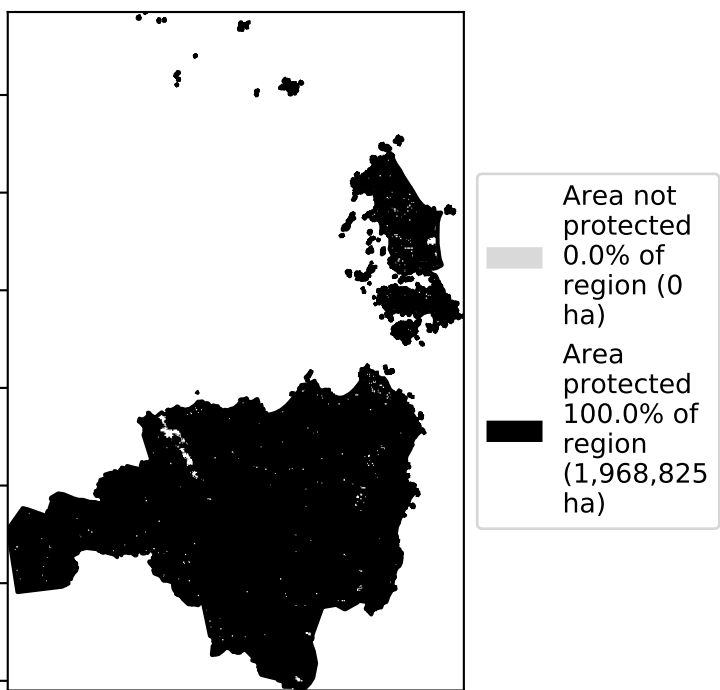 Area not
protected
0.0% of
region (0
ha)
Area
protected
100.0% of
region
(1,968,825
ha)